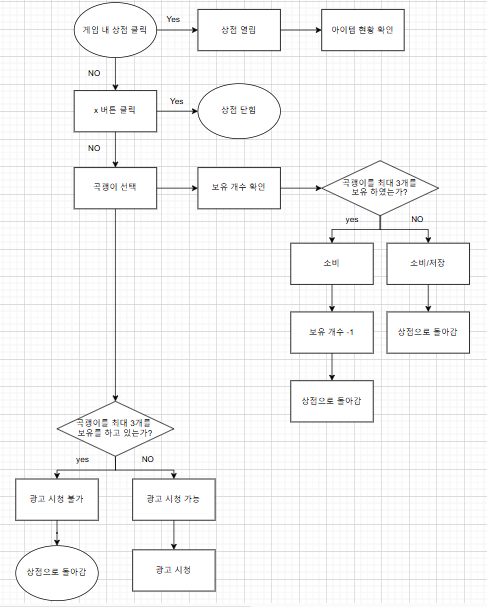 게임 내 상점 클릭
Yes
상점 열림
아이템 현황 확인
NO
x 버튼 클릭
Yes
상점 닫힘
NO
곡괭이 선택
보유 개수 확인
곡괭이를 최대 3개를
보유 하였는가?
yes
NO
소비
소비/저장
보유 개수 -1
상점으로 돌아감
상점으로 돌아감
곡괭이를 최대 3개를
보유를 하고 있는가?
yes
NO
광고 시청 불가
광고 시청 가능
상점으로 돌아감
광고 시청